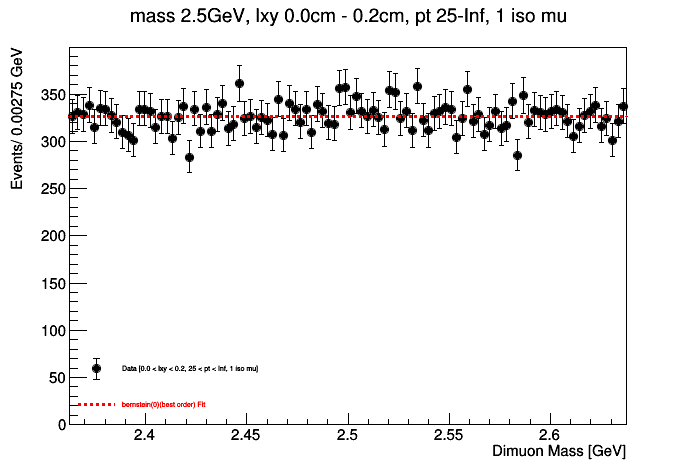 mass 2.5GeV, lxy 0.0cm - 0.2cm, pt 25-Inf, 1 iso mu
Events/ 0.00275 GeV
350
300
250
200
150
100
50
0
Data [0.0 < lxy < 0.2, 25 < pt < Inf, 1 iso mu]
bernstein(0)(best order) Fit
2.4
2.45
2.5
2.55
2.6
Dimuon Mass [GeV]